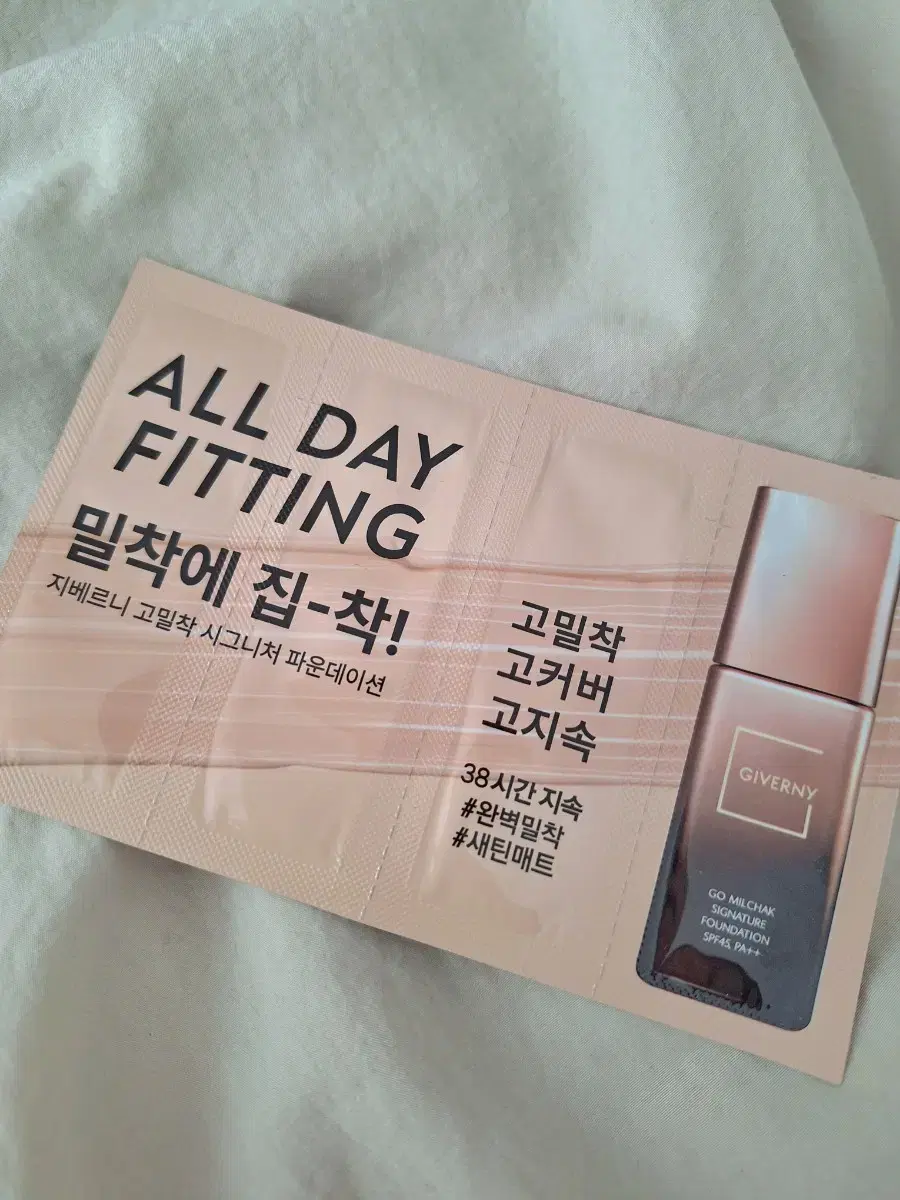 ALL DAY
FITTING
밀착에 집-착!
지베르니 고밀착 시그니처 파운데이션
고밀착
고커버
고지속
38시간 지속
#완벽밀착
#새틴매트
GIVERNY
GO MILCHAK
SIGNATURE
FOUNDATION
SPF45, PA++